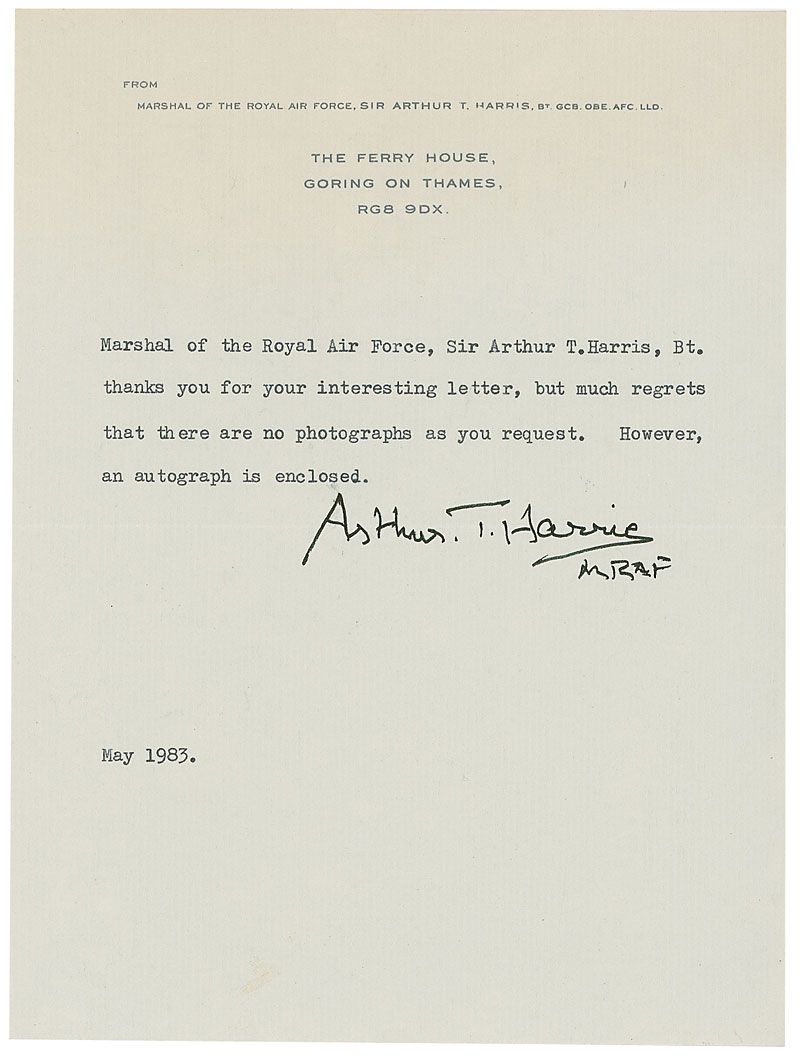 FROM
MARSHAL OF THE ROYAL AIR FORCE, SIR ARTHUR T. HARRIS, BT. GCB. OBE. AFC. LLD.
THE FERRY HOUSE,
GORING ON THAMES,
RG8 9DX.
Marshal of the Royal Air Force, Sir Arthur T.Harris, Bt.
thanks you for your interesting letter, but much regrets
that there are no photographs as you request. However,
an autograph is enclosed.
Arthur. T. Harris
MRAF
May 1983.